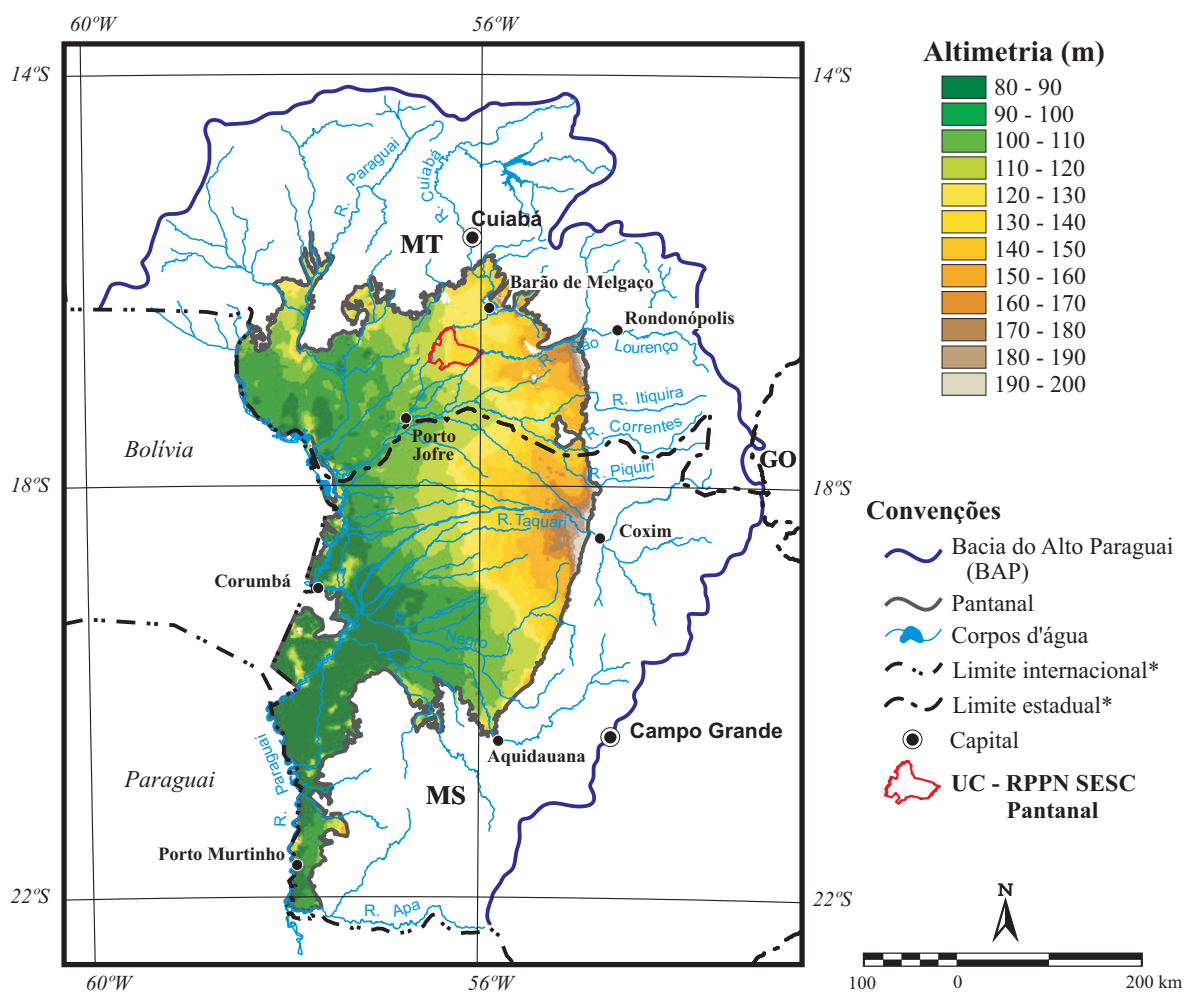 60ºW
56ºW
14ºS
14ºS
R. Paraguai
R. Cuiabá
Cuiabá
MT
Barão de Melgaço
Rondonópolis
R. São Lourenço
R. Itiquira
R. Correntes
Porto
Jofre
Bolívia
GO
R. Piquiri
18ºS
18ºS
R. Taquari
Coxim
Corumbá
R. Negro
Campo Grande
Aquidauana
R. Paraguai
Paraguai
MS
Porto Murtinho
22ºS
22ºS
R. Apa
60ºW
56ºW
Altimetria (m)
80 - 90
90 - 100
100 - 110
110 - 120
120 - 130
130 - 140
140 - 150
150 - 160
160 - 170
170 - 180
180 - 190
190 - 200
Convenções
Bacia do Alto Paraguai
(BAP)
Pantanal
Corpos d'água
Limite internacional*
Limite estadual*
Capital
UC - RPPN SESC
Pantanal
N
100 0 200 km